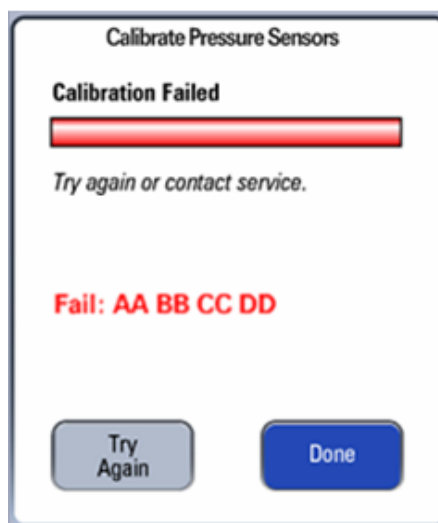 Calibrate Pressure Sensors
Calibration Failed
Try again or contact service.
Fail: AA BB CC DD
Try
Again
Done